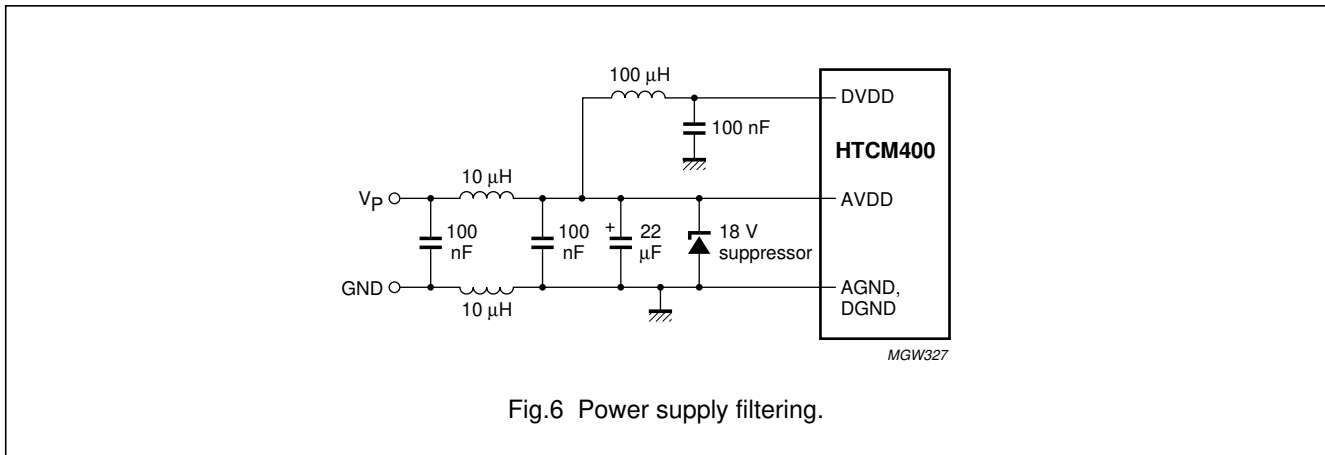 100 μH
DVDD
100 nF
HTCM400
10 μH
VP
AVDD
100
nF
100
nF
+
22
μF
18 V
suppressor
GND
10 μH
AGND,
DGND
MGW327
Fig.6 Power supply filtering.